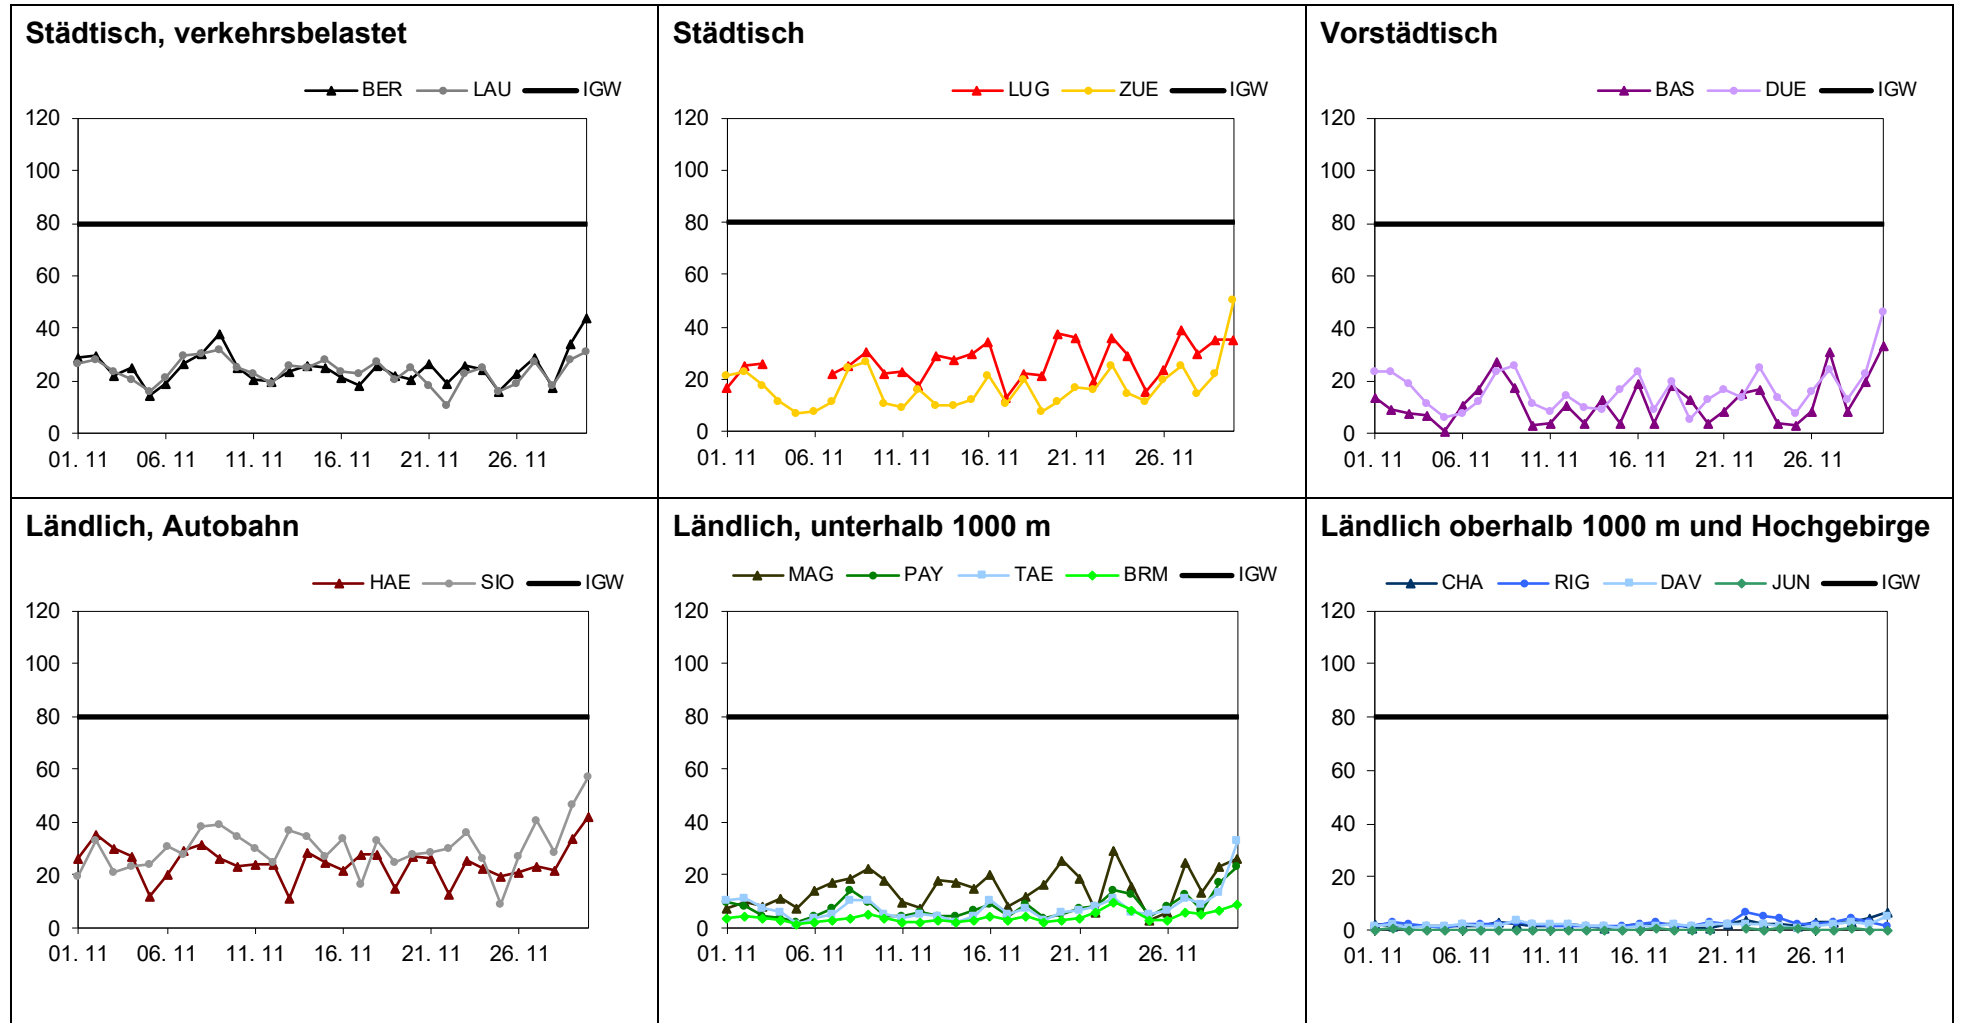 Städtisch, verkehrsbelastet
BER LAU IGW
120
100
80
60
40
20
0
01. 11 06. 11 11. 11 16. 11 21. 11 26. 11
Städtisch
LUG ZUE IGW
120
100
80
60
40
20
0
01. 11 06. 11 11. 11 16. 11 21. 11 26. 11
Vorstädtisch
BAS DUE IGW
120
100
80
60
40
20
0
01. 11 06. 11 11. 11 16. 11 21. 11 26. 11
Ländlich, Autobahn
HAE SIO IGW
120
100
80
60
40
20
0
01. 11 06. 11 11. 11 16. 11 21. 11 26. 11
Ländlich, unterhalb 1000 m
MAG PAY TAE BRM IGW
120
100
80
60
40
20
0
01. 11 06. 11 11. 11 16. 11 21. 11 26. 11
Ländlich oberhalb 1000 m und Hochgebirge
CHA RIG DAV JUN IGW
120
100
80
60
40
20
0
01. 11 06. 11 11. 11 16. 11 21. 11 26. 11